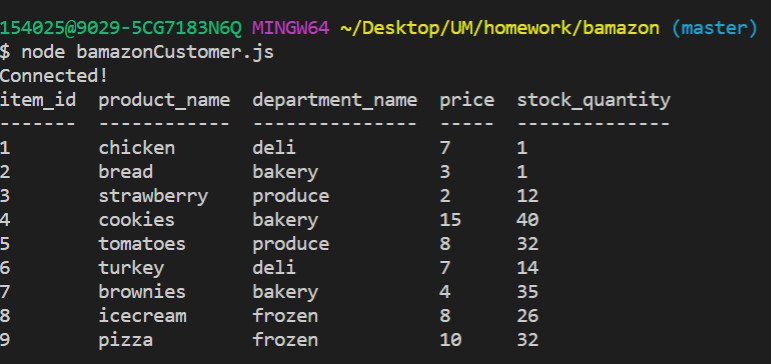 154025@9029-5CG7183N6Q MINGW64 ~/Desktop/UM/homework/bamazon (master)
$ node bamazonCustomer.js
Connected!
item_id  product_name  department_name  price  stock_quantity
-------  ------------  ---------------  -----  --------------
1        chicken       deli             7      1
2        bread         bakery           3      1
3        strawberry    produce          2      12
4        cookies       bakery           15     40
5        tomatoes      produce          8      32
6        turkey        deli             7      14
7        brownies      bakery           4      35
8        icecream      frozen           8      26
9        pizza         frozen           10     32